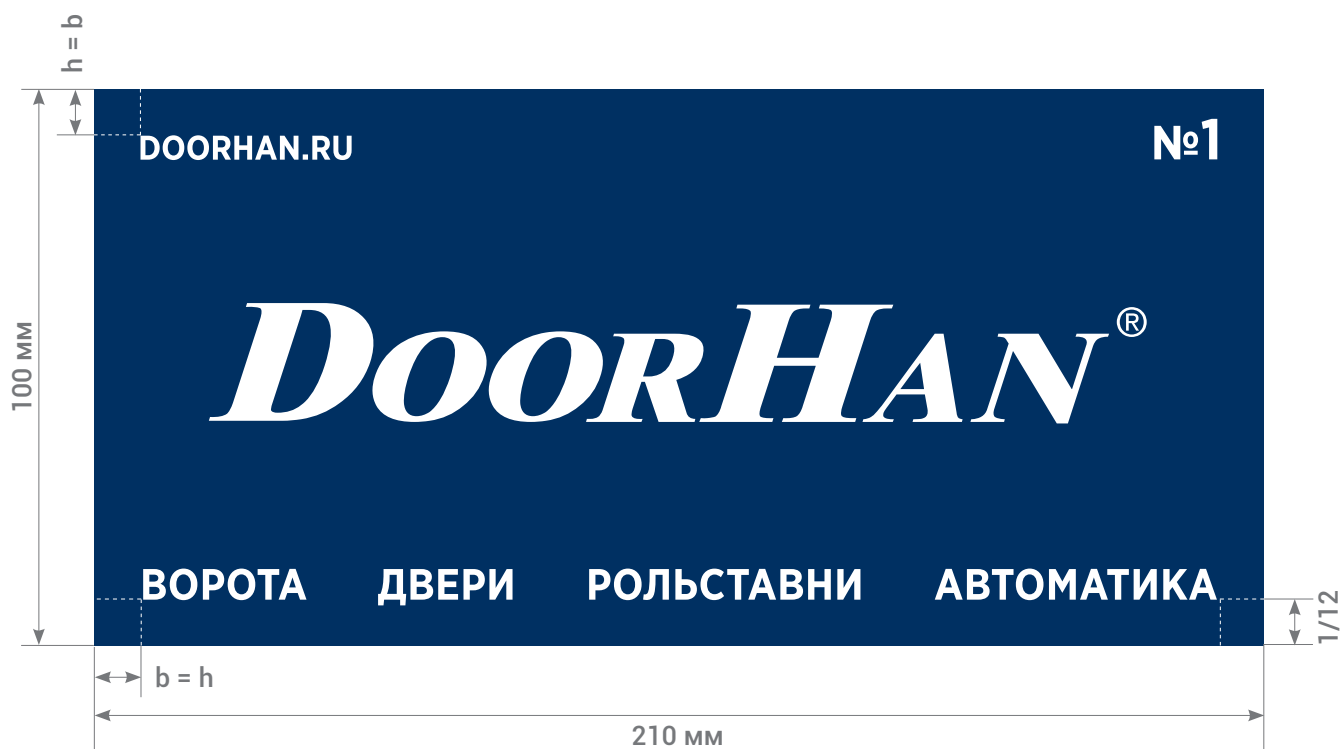 h = b
DOORHAN.RU
№1
100 мм
DOORHAN®
ВОРОТА ДВЕРИ РОЛЬСТАВНИ АВТОМАТИКА
1/12
b = h
210 мм